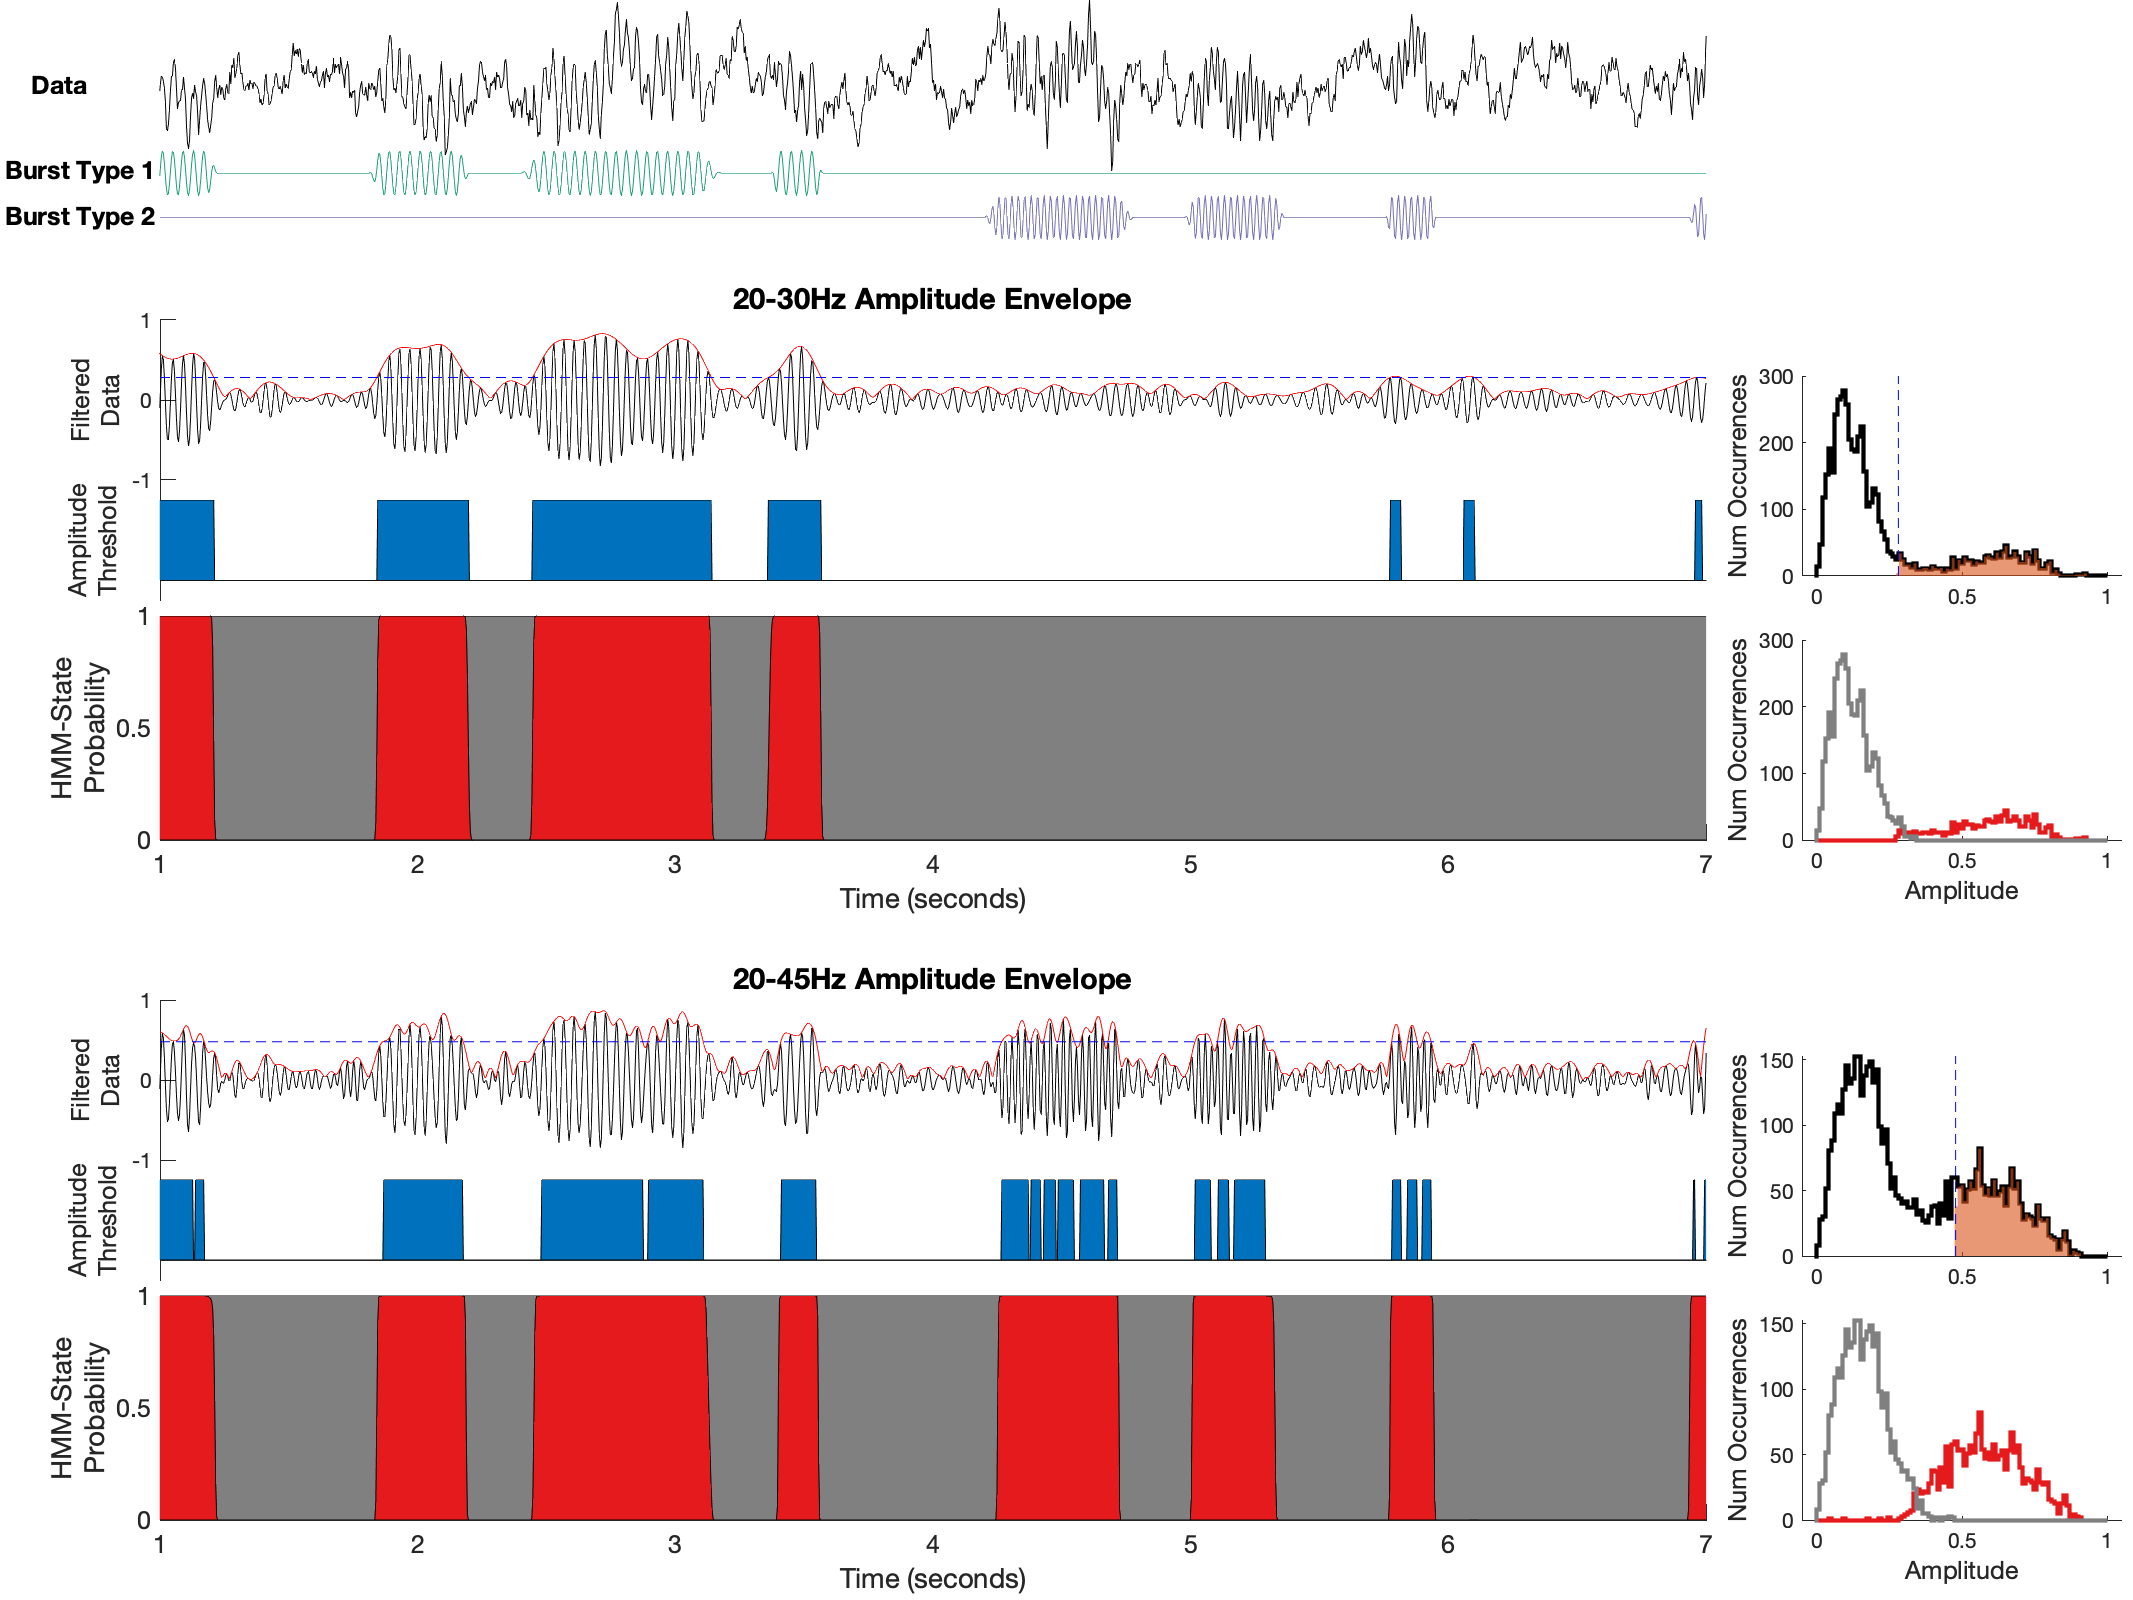 Data
Burst Type 1
Burst Type 2
20-30Hz Amplitude Envelope
1
0
-1
Filtered
Data
Amplitude
Threshold
1
0.5
0
HMM-State
Probability
1 2 3 4 5 6 7
Time (seconds)
300
200
100
0
Num Occurrences
0 0.5 1
300
200
100
0
Num Occurrences
0 0.5 1
Amplitude
20-45Hz Amplitude Envelope
1
0
-1
Filtered
Data
Amplitude
Threshold
1
0.5
0
HMM-State
Probability
1 2 3 4 5 6 7
Time (seconds)
150
100
50
0
Num Occurrences
0 0.5 1
150
100
50
0
Num Occurrences
0 0.5 1
Amplitude